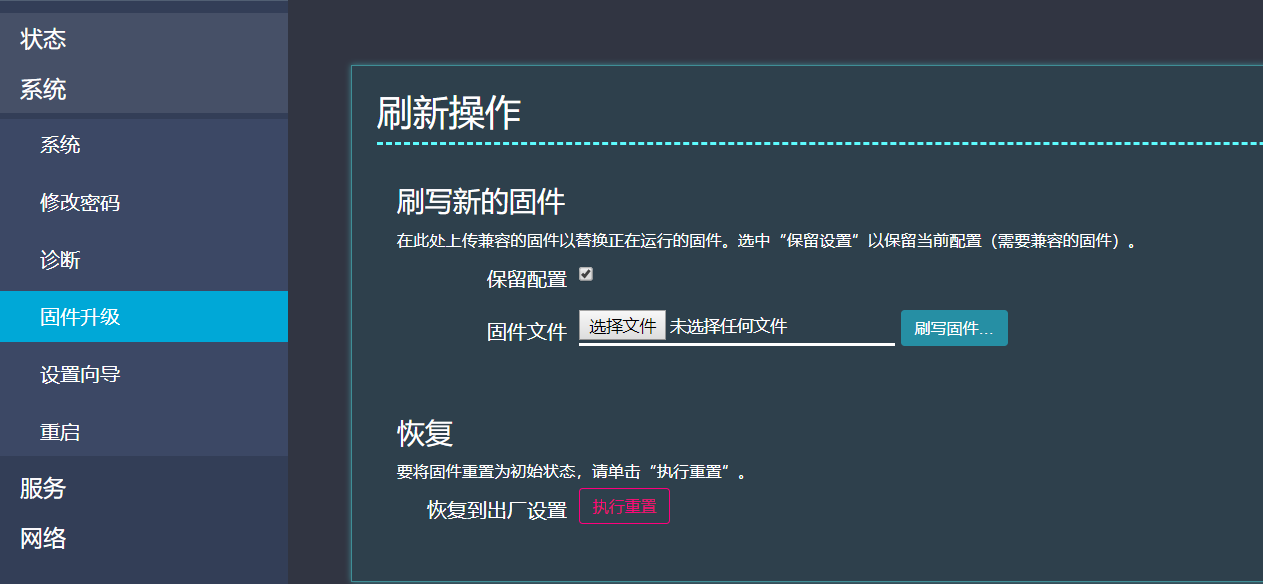 状态
系统
系统
修改密码
诊断
固件升级
设置向导
重启
服务
网络
刷新操作
刷写新的固件
在此处上传兼容的固件以替换正在运行的固件。选中“保留设置”以保留当前配置（需要兼容的固件）。
保留配置
固件文件 选择文件 未选择任何文件 刷写固件...
恢复
要将固件重置为初始状态，请单击“执行重置”。
恢复到出厂设置 执行重置